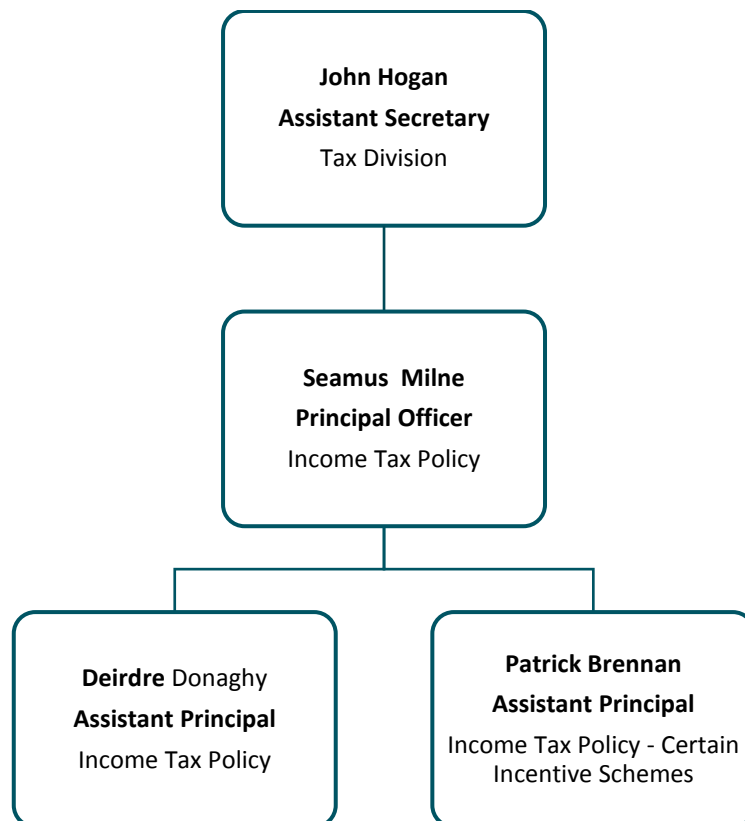 John Hogan
Assistant Secretary
Tax Division
Seamus  Milne
Principal Officer
Income Tax Policy
Deirdre Donaghy
Assistant Principal
Income Tax Policy
Patrick Brennan
Assistant Principal
Income Tax Policy - Certain
Incentive Schemes